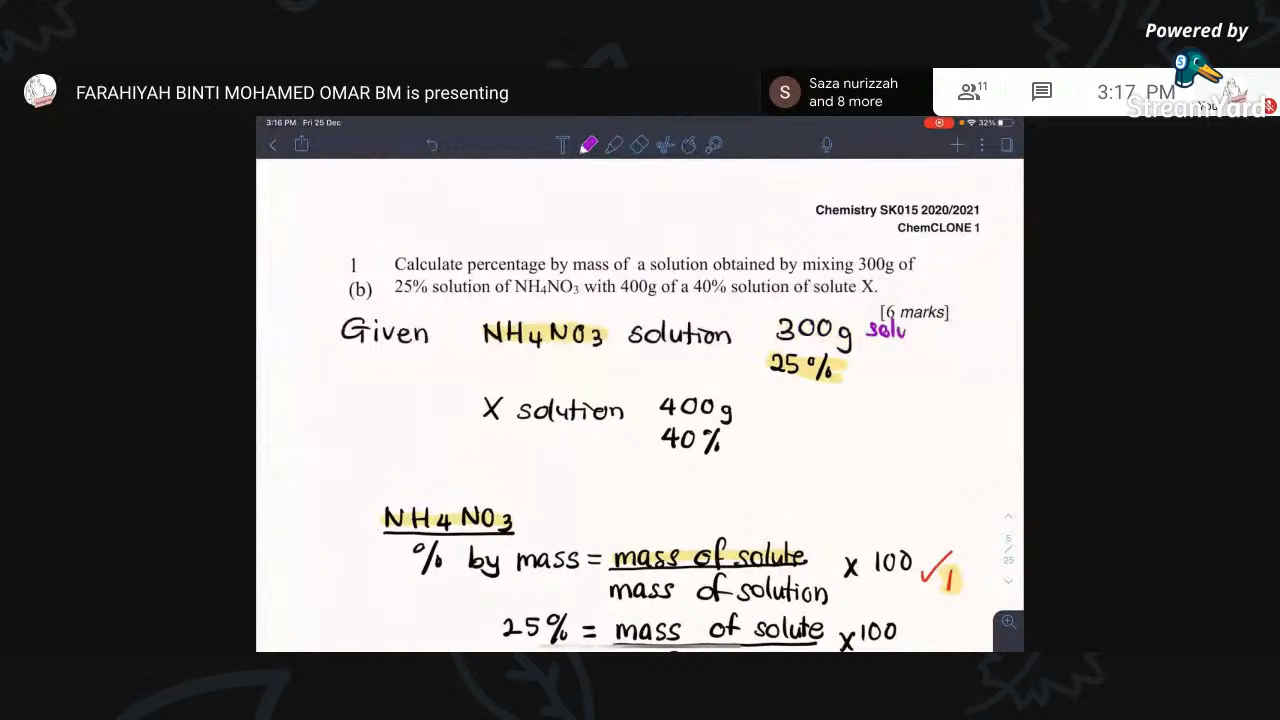 Powered by
S
StreamYard
FARAHIYAH BINTI MOHAMED OMAR BM is presenting
S
Saza nurizzah
and 8 more
11
3:17 PM
You
3:16 PM Fri 25 Dec
32%
T
Chemistry SK015 2020/2021
ChemCLONE 1
1 Calculate percentage by mass of a solution obtained by mixing 300g of
(b) 25% solution of NH4NO3 with 400g of a 40% solution of solute X.
[6 marks]
Given NH4NO3 solution 300g solu
25%
X solution 400g
40%
NH4NO3
% by mass = mass of solute x 100 ✓1
mass of solution
25% = mass of solute x100
5
/
25